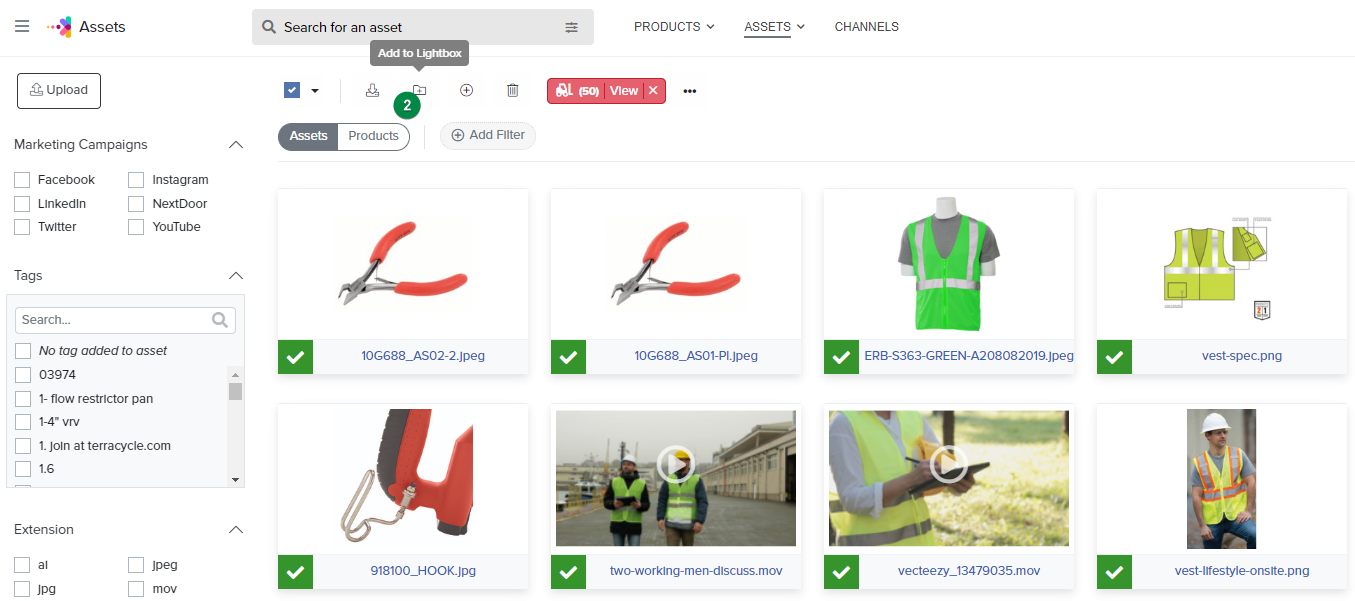 Assets
Search for an asset
PRODUCTS
ASSETS
CHANNELS
Add to Lightbox
Upload
2
(50) View
Assets
Products
Add Filter
Marketing Campaigns
Facebook
Instagram
LinkedIn
NextDoor
Twitter
YouTube
Tags
Search...
No tag added to asset
03974
1- flow restrictor pan
1-4" vrv
1. join at terracycle.com
1.6
Extension
ai
jpeg
jpg
mov
10G688_AS02-2.jpeg
10G688_AS01-PI.jpeg
ERB-S363-GREEN-A208082019.jpeg
vest-spec.png
918100_HOOK.jpg
two-working-men-discuss.mov
vecteezy_13479035.mov
vest-lifestyle-onsite.png